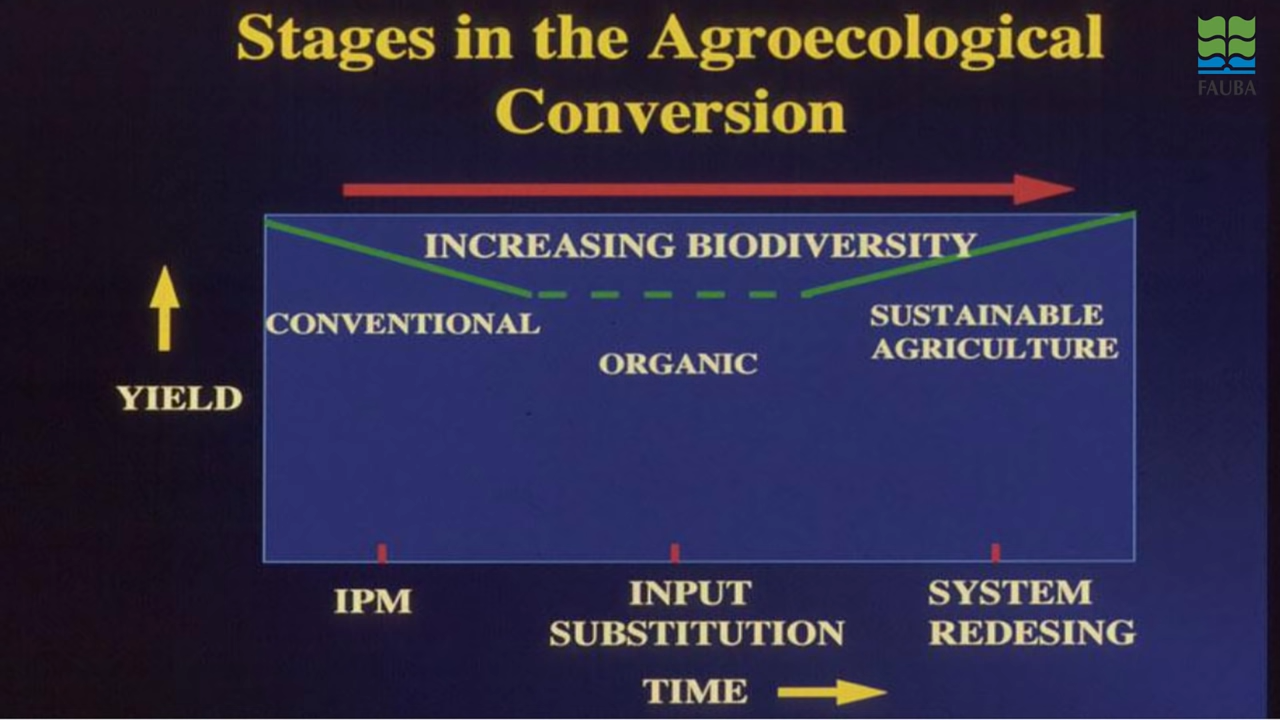 Stages in the Agroecological
Conversion
FAUBA
INCREASING BIODIVERSITY
CONVENTIONAL
ORGANIC
SUSTAINABLE
AGRICULTURE
YIELD
IPM
INPUT
SUBSTITUTION
SYSTEM
REDESING
TIME